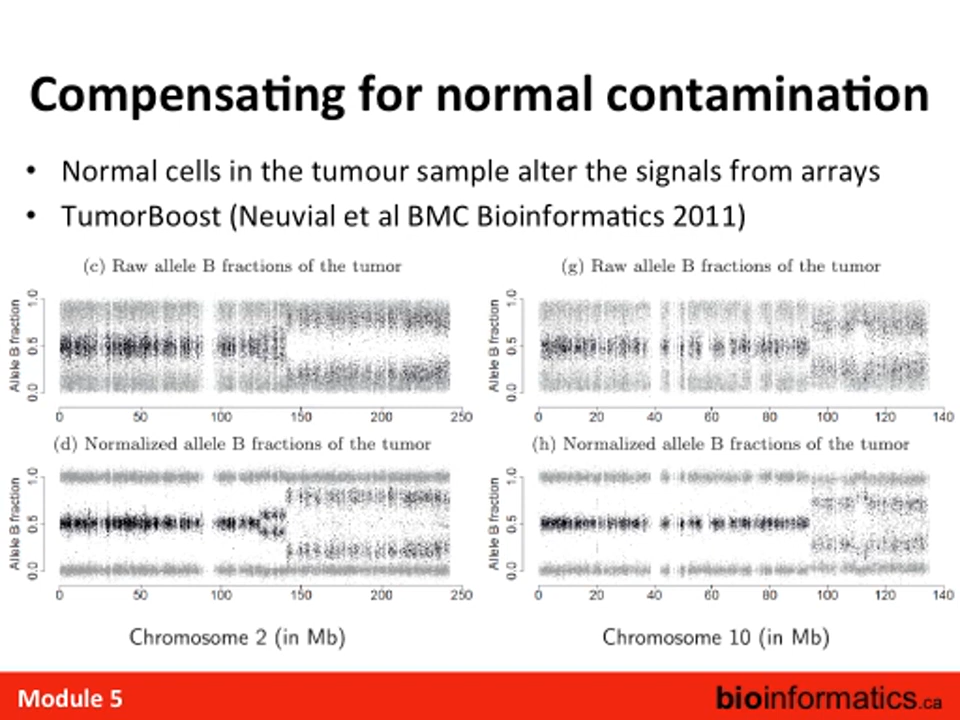 Compensating for normal contamination
• Normal cells in the tumour sample alter the signals from arrays
• TumorBoost (Neuvial et al BMC Bioinformatics 2011)
(c) Raw allele B fractions of the tumor
Allele B fraction
0.0 0.5 1.0
0 50 100 150 200 250
(g) Raw allele B fractions of the tumor
Allele B fraction
0.0 0.5 1.0
0 20 40 60 80 100 120 140
(d) Normalized allele B fractions of the tumor
Allele B fraction
0.0 0.5 1.0
0 50 100 150 200 250
Chromosome 2 (in Mb)
(h) Normalized allele B fractions of the tumor
Allele B fraction
0.0 0.5 1.0
0 20 40 60 80 100 120 140
Chromosome 10 (in Mb)
Module 5
bioinformatics.ca